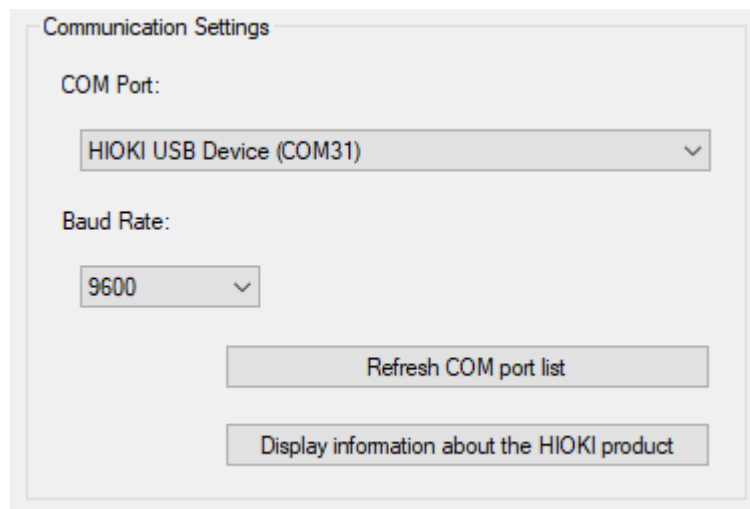 Communication Settings
COM Port:
HIOKI USB Device (COM31)
Baud Rate:
9600
Refresh COM port list
Display information about the HIOKI product